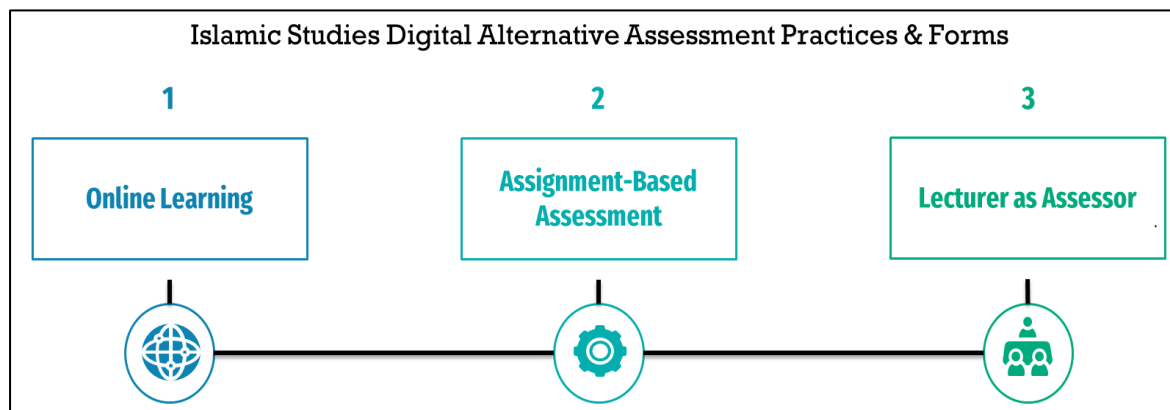 Islamic Studies Digital Alternative Assessment Practices & Forms
1
2
3
Online Learning
Assignment-Based
Assessment
Lecturer as Assessor
.